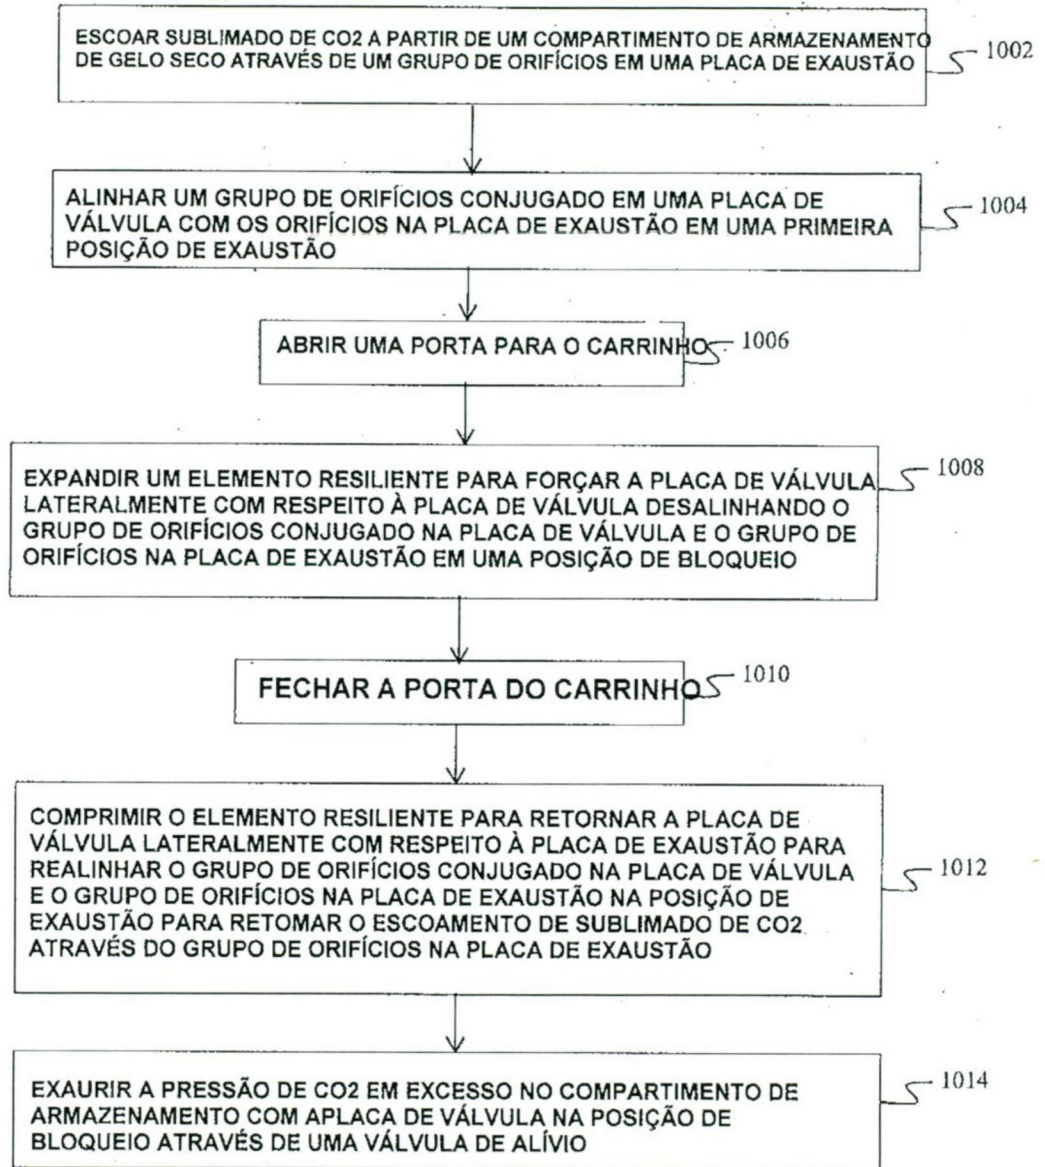 ESCOAR SUBLIMADO DE CO2 A PARTIR DE UM COMPARTIMENTO DE ARMAZENAMENTO
DE GELO SECO ATRAVÉS DE UM GRUPO DE ORIFÍCIOS EM UMA PLACA DE EXAUSTÃO
1002
ALINHAR UM GRUPO DE ORIFÍCIOS CONJUGADO EM UMA PLACA DE
VÁLVULA COM OS ORIFÍCIOS NA PLACA DE EXAUSTÃO EM UMA PRIMEIRA
POSIÇÃO DE EXAUSTÃO
1004
ABRIR UMA PORTA PARA O CARRINHO
1006
EXPANDIR UM ELEMENTO RESILIENTE PARA FORÇAR A PLACA DE VÁLVULA
LATERALMENTE COM RESPEITO À PLACA DE VÁLVULA DESALINHANDO O
GRUPO DE ORIFÍCIOS CONJUGADO NA PLACA DE VÁLVULA E O GRUPO DE
ORIFÍCIOS NA PLACA DE EXAUSTÃO EM UMA POSIÇÃO DE BLOQUEIO
1008
FECHAR A PORTA DO CARRINHO
1010
COMPRIMIR O ELEMENTO RESILIENTE PARA RETORNAR A PLACA DE
VÁLVULA LATERALMENTE COM RESPEITO À PLACA DE EXAUSTÃO PARA
REALINHAR O GRUPO DE ORIFÍCIOS CONJUGADO NA PLACA DE VÁLVULA
E O GRUPO DE ORIFÍCIOS NA PLACA DE EXAUSTÃO NA POSIÇÃO DE
EXAUSTÃO PARA RETOMAR O ESCOAMENTO DE SUBLIMADO DE CO2
ATRAVÉS DO GRUPO DE ORIFÍCIOS NA PLACA DE EXAUSTÃO
1012
EXAURIR A PRESSÃO DE CO2 EM EXCESSO NO COMPARTIMENTO DE
ARMAZENAMENTO COM APLACA DE VÁLVULA NA POSIÇÃO DE
BLOQUEIO ATRAVÉS DE UMA VÁLVULA DE ALÍVIO
1014